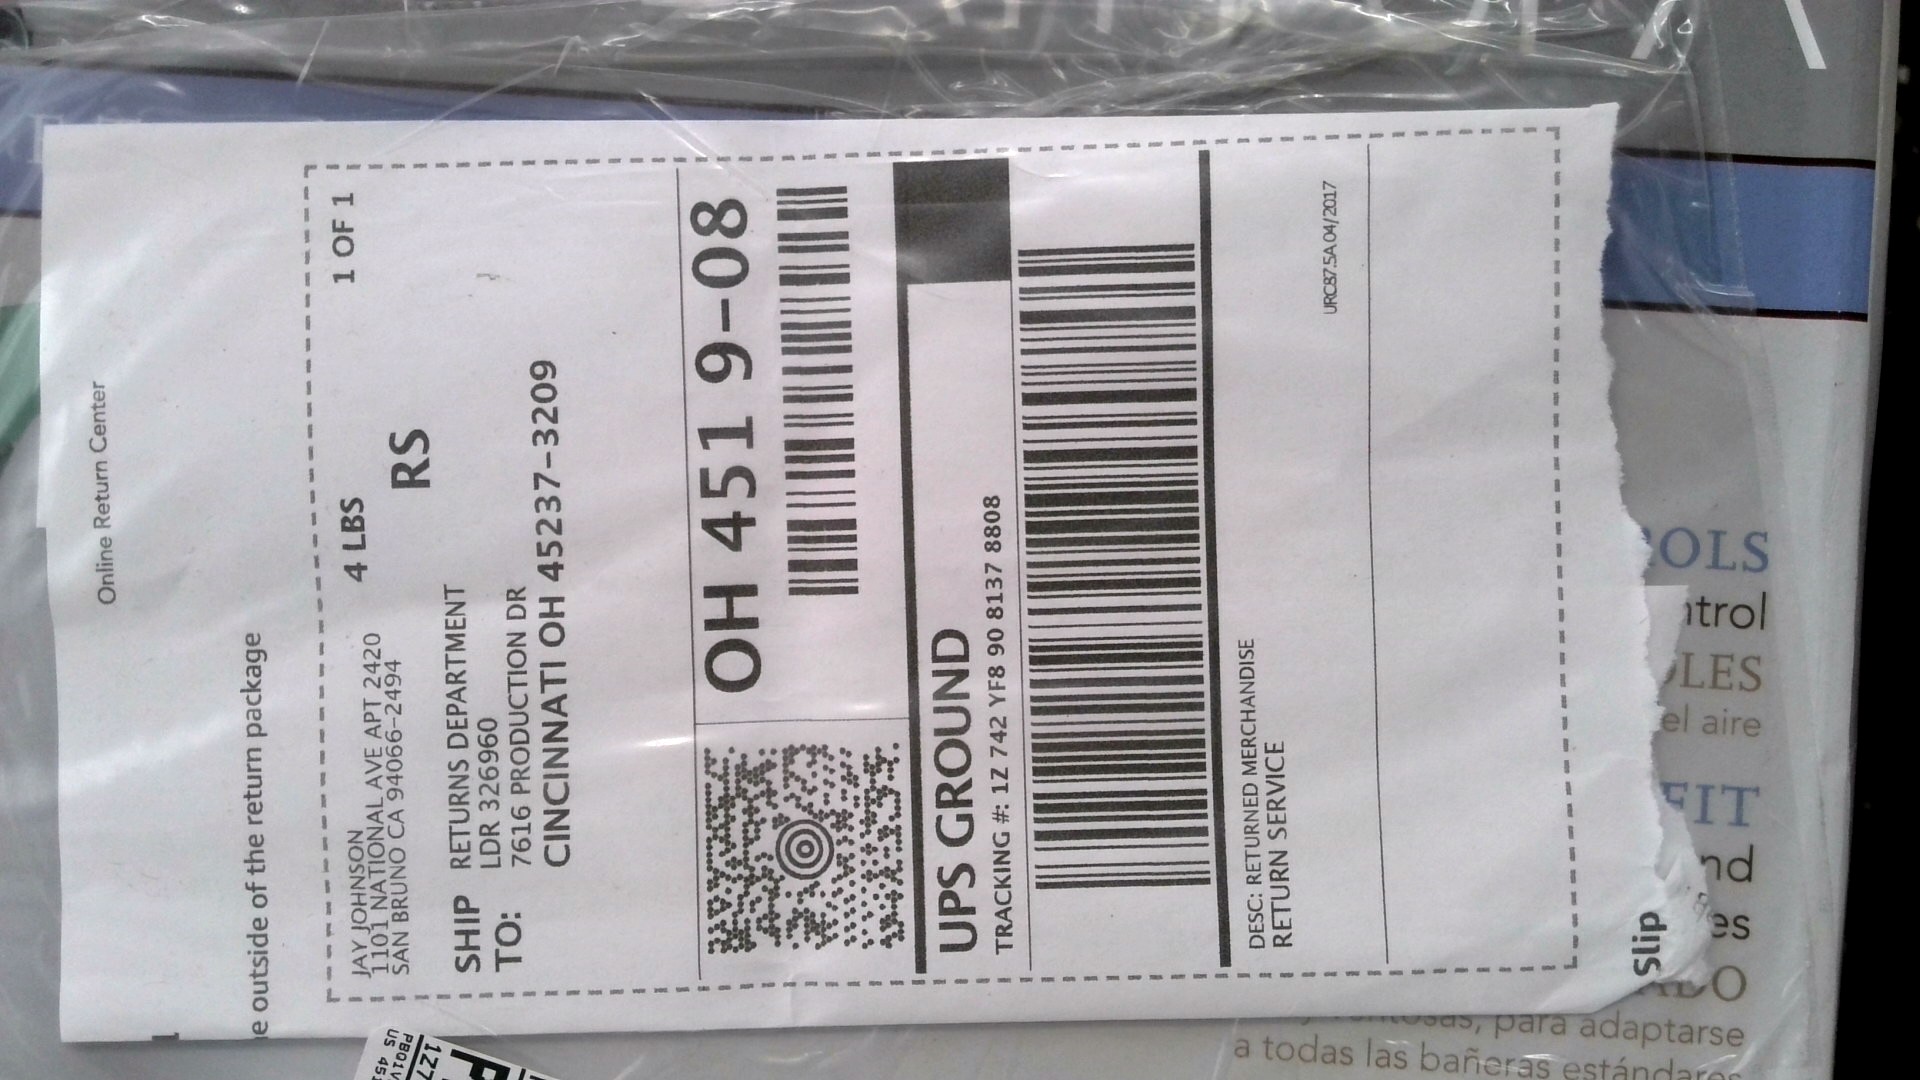 Online Return Center
e outside of the return package
JAY JOHNSON
1101 NATIONAL AVE APT 2420
SAN BRUNO CA 94066-2494
4 LBS
1 OF 1
RS
SHIP
TO:
RETURNS DEPARTMENT
LDR 326960
7616 PRODUCTION DR
CINCINNATI OH 45237-3209
OH 451 9-08
UPS GROUND
TRACKING #: 1Z 742 YF8 90 8137 8808
DESC: RETURNED MERCHANDISE
RETURN SERVICE
URC87.5A 04/2017
Slip
OLS
ntrol
LES
el aire
FIT
nd
es
ADO
ventosas, para adaptarse
a todas las bañeras estándares
1Z7